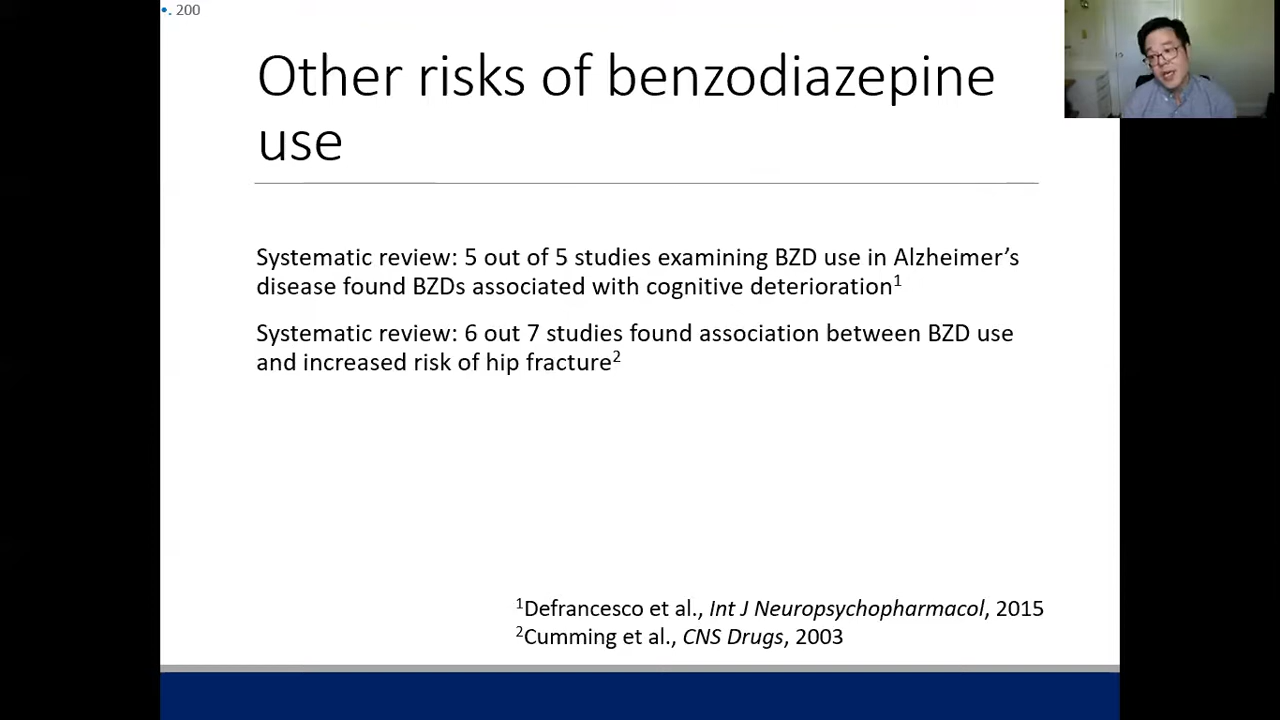 •. 200
Other risks of benzodiazepine
use
Systematic review: 5 out of 5 studies examining BZD use in Alzheimer’s
disease found BZDs associated with cognitive deterioration¹
Systematic review: 6 out 7 studies found association between BZD use
and increased risk of hip fracture²
¹Defrancesco et al., Int J Neuropsychopharmacol, 2015
²Cumming et al., CNS Drugs, 2003